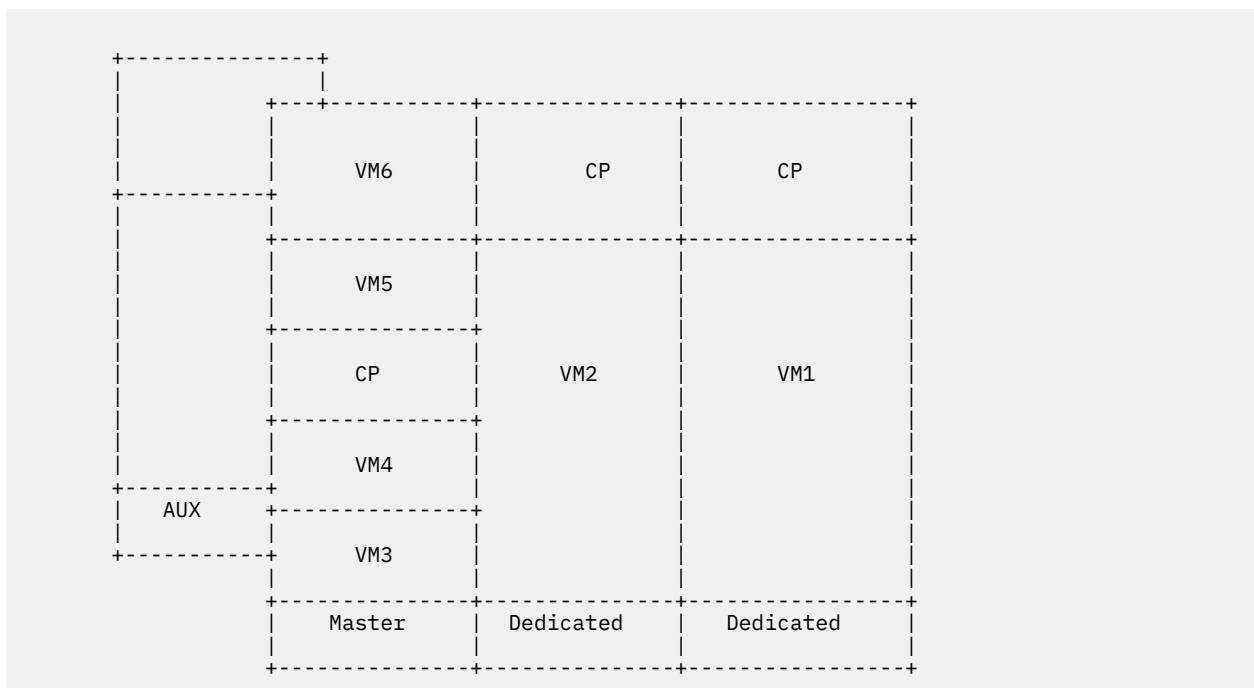 VM6 CP CP
VM5
CP VM2 VM1
VM4
AUX
VM3
Master Dedicated Dedicated